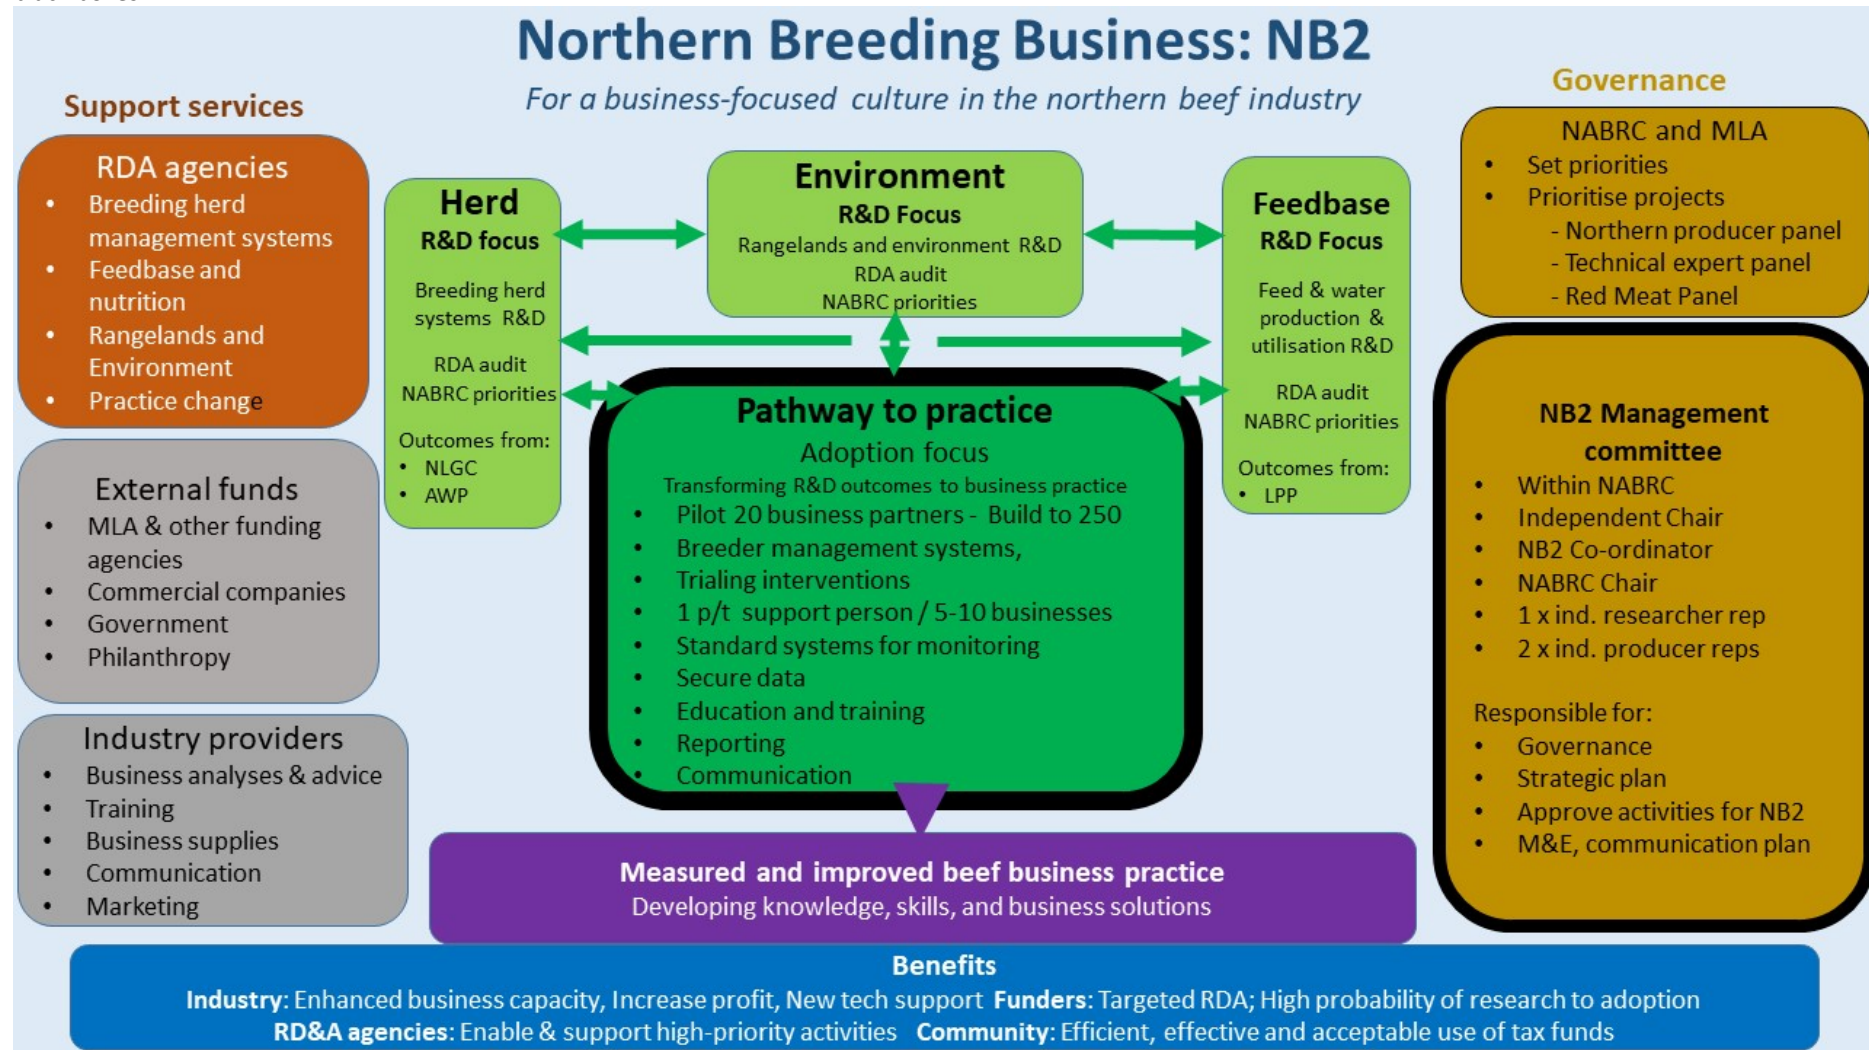 Northern Breeding Business: NB2
For a business-focused culture in the northern beef industry
Support services
RDA agencies
• Breeding herd
management systems
• Feedbase and
nutrition
• Rangelands and
Environment
• Practice change
External funds
• MLA & other funding
agencies
• Commercial companies
• Government
• Philanthropy
Industry providers
• Business analyses & advice
• Training
• Business supplies
• Communication
• Marketing
Herd
R&D focus
Breeding herd
systems R&D
RDA audit
NABRC priorities
Outcomes from:
• NLGC
• AWP
Environment
R&D Focus
Rangelands and environment R&D
RDA audit
NABRC priorities
Feedbase
R&D Focus
Feed & water
production &
utilisation R&D
RDA audit
NABRC priorities
Outcomes from:
• LPP
Pathway to practice
Adoption focus
Transforming R&D outcomes to business practice
• Pilot 20 business partners - Build to 250
• Breeder management systems,
• Trialing interventions
• 1 p/t support person / 5-10 businesses
• Standard systems for monitoring
• Secure data
• Education and training
• Reporting
• Communication
Measured and improved beef business practice
Developing knowledge, skills, and business solutions
Governance
NABRC and MLA
• Set priorities
• Prioritise projects
- Northern producer panel
- Technical expert panel
- Red Meat Panel
NB2 Management
committee
• Within NABRC
• Independent Chair
• NB2 Co-ordinator
• NABRC Chair
• 1 x ind. researcher rep
• 2 x ind. producer reps
Responsible for:
• Governance
• Strategic plan
• Approve activities for NB2
• M&E, communication plan
Benefits
Industry: Enhanced business capacity, Increase profit, New tech support Funders: Targeted RDA; High probability of research to adoption
RD&A agencies: Enable & support high-priority activities Community: Efficient, effective and acceptable use of tax funds